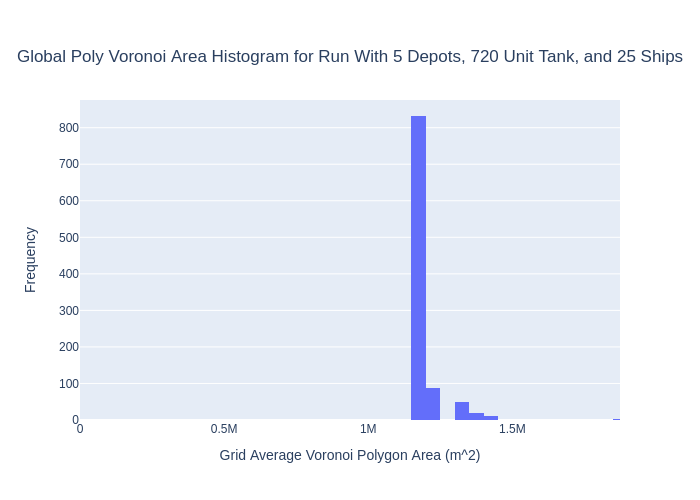 Global Poly Voronoi Area Histogram for Run With 5 Depots, 720 Unit Tank, and 25 Ships
800
700
600
500
400
300
200
100
0
Frequency
0
0.5M
1M
1.5M
Grid Average Voronoi Polygon Area (m^2)